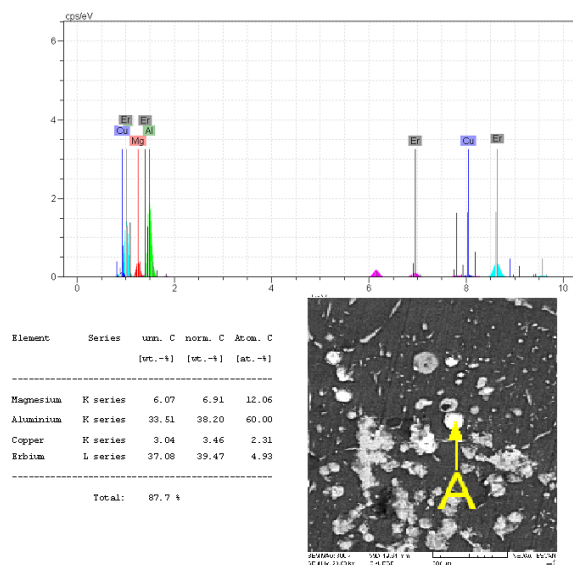 cps/eV
6
4
2
0
0 2 4 6 8 10
Er Er
Cu Al
Mg
Er Cu Er
Element Series unn. C norm. C Atom. C
[wt.-%] [wt.-%] [at.-%]
Magnesium K series 6.07 6.91 12.06
Aluminium K series 33.51 38.20 60.00
Copper K series 3.04 3.46 2.31
Erbium L series 37.08 39.47 4.93
Total: 87.7 %
A